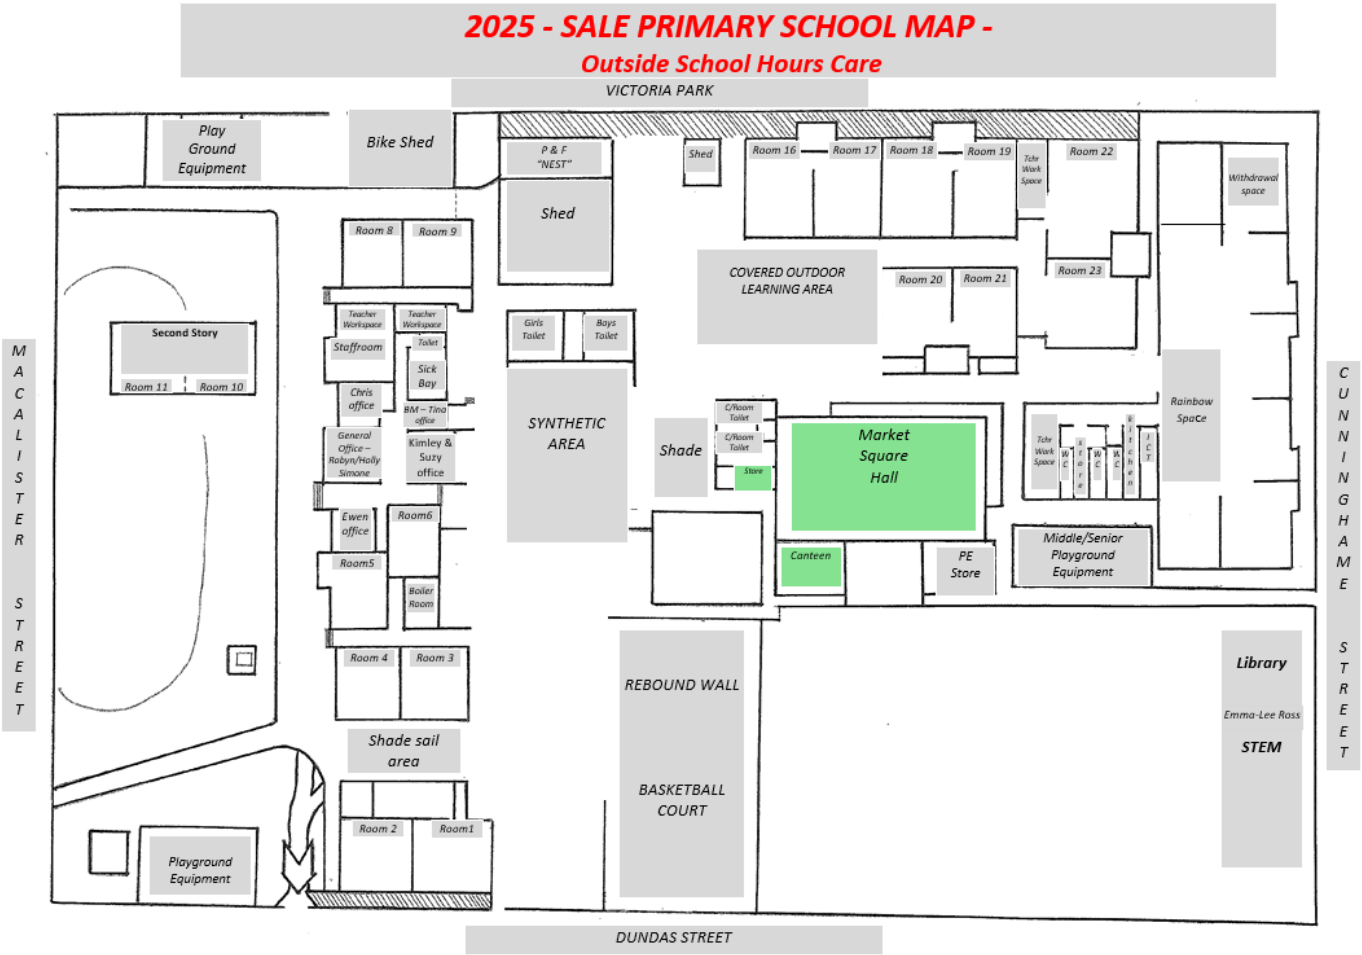 2025 - SALE PRIMARY SCHOOL MAP -
Outside School Hours Care
VICTORIA PARK
Play
Ground
Equipment
Bike Shed
P & F
“NEST”
Shed
Shed
Room 16
Room 17
Room 18
Room 19
Tchr
Work
Space
Room 22
Withdrawal
space
Room 8
Room 9
COVERED OUTDOOR
LEARNING AREA
Room 20
Room 21
Room 23
Teacher
Workspace
Teacher
Workspace
Girls
Toilet
Boys
Toilet
Second Story
Room 11
Room 10
Staffroom
Toilet
Sick
Bay
Chris
office
BM – Tina
office
General
Office –
Robyn/Holly
Simone
Kimley &
Suzy
office
SYNTHETIC
AREA
Shade
C/Room
Toilet
C/Room
Toilet
Store
Market
Square
Hall
Tchr
Work
Space
WC
store
WC
WC
kitchen
ICT
Rainbow
Space
MACALISTER STREET
CUNNINGHAME STREET
Ewen
office
Room6
Room5
Boiler
Room
Canteen
PE
Store
Middle/Senior
Playground
Equipment
Room 4
Room 3
REBOUND WALL
Library
Emma-Lee Ross
STEM
Shade sail
area
BASKETBALL
COURT
Room 2
Room1
Playground
Equipment
DUNDAS STREET